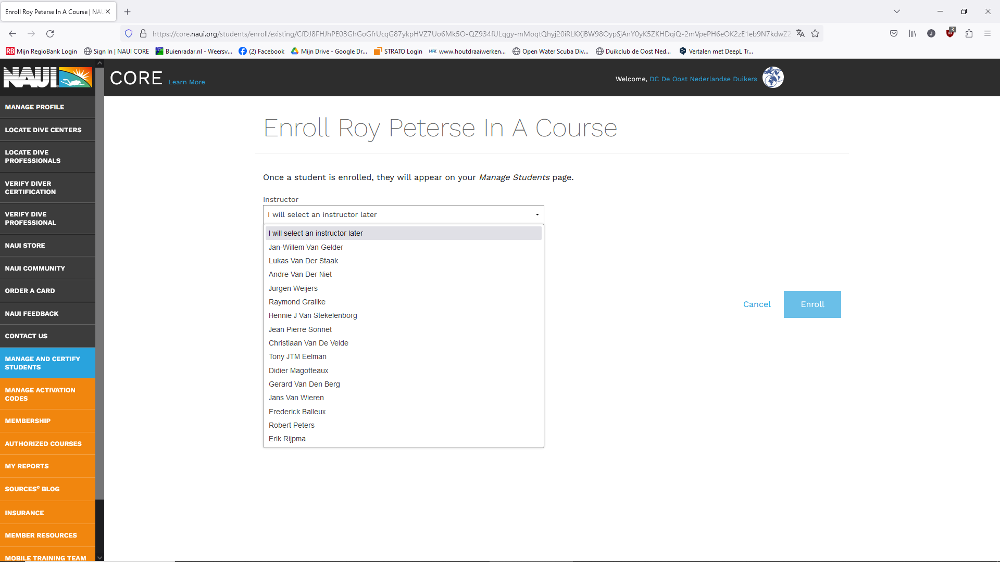 Enroll Roy Peterse In A Course | NAU
https://core.naui.org/students/enroll/existing/
3
Mijn RegioBank Login
Sign In | NAUI CORE
Buienradar.nl - Weersv...
(2) Facebook
Mijn Drive - Google Dr...
STRATO Login
www.houtdraaiwerken...
Open Water Scuba Div...
Duikclub de Oost Ned...
Vertalen met DeepL Tr...
NAUI
CORE Learn More
Welcome, DC De Oost Nederlandse Duikers
MANAGE PROFILE
LOCATE DIVE CENTERS
LOCATE DIVE
PROFESSIONALS
VERIFY DIVER
CERTIFICATION
VERIFY DIVE
PROFESSIONAL
NAUI STORE
NAUI COMMUNITY
ORDER A CARD
NAUI FEEDBACK
CONTACT US
MANAGE AND CERTIFY
STUDENTS
MANAGE ACTIVATION
CODES
MEMBERSHIP
AUTHORIZED COURSES
MY REPORTS
SOURCES© BLOG
INSURANCE
MEMBER RESOURCES
MOBILE TRAINING TEAM
Enroll Roy Peterse In A Course
Once a student is enrolled, they will appear on your Manage Students page.
Instructor
I will select an instructor later
I will select an instructor later
Jan-Willem Van Gelder
Lukas Van Der Staak
Andre Van Der Niet
Jurgen Weijers
Raymond Gralike
Hennie J Van Stekelenborg
Jean Pierre Sonnet
Christiaan Van De Velde
Tony JTM Eelman
Didier Magotteaux
Gerard Van Den Berg
Jans Van Wieren
Frederick Balleux
Robert Peters
Erik Rijpma
Cancel
Enroll